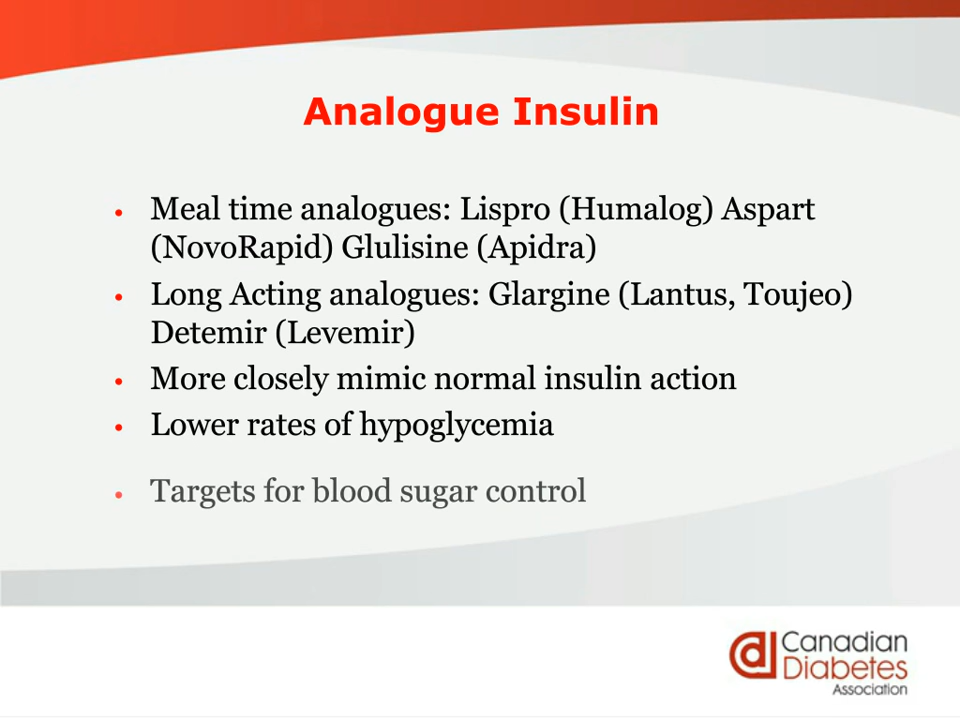 Analogue Insulin
• Meal time analogues: Lispro (Humalog) Aspart
(NovoRapid) Glulisine (Apidra)
• Long Acting analogues: Glargine (Lantus, Toujeo)
Detemir (Levemir)
• More closely mimic normal insulin action
• Lower rates of hypoglycemia
• Targets for blood sugar control
Canadian
Diabetes
Association